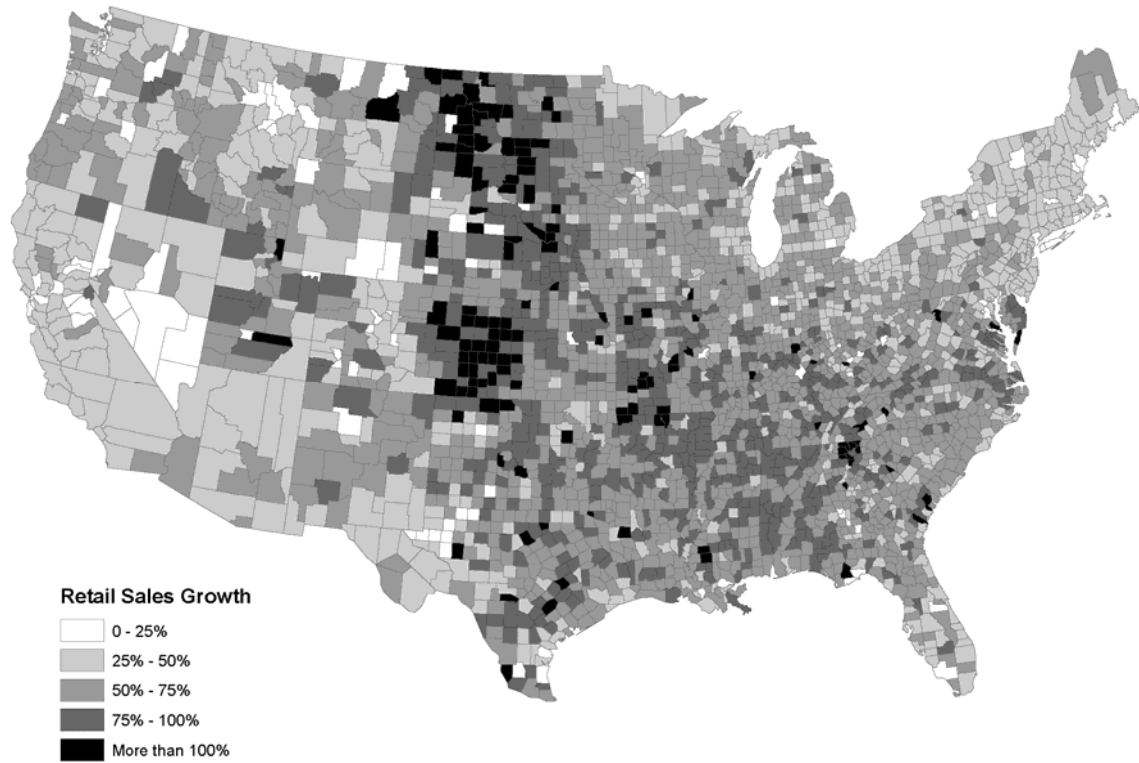 Retail Sales Growth
0 - 25%
25% - 50%
50% - 75%
75% - 100%
More than 100%